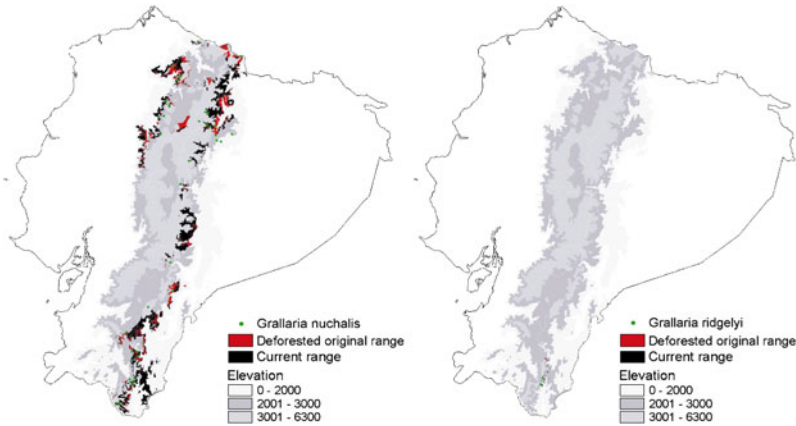 Grallaria nuchalis
Deforested original range
Current range
Elevation
0 - 2000
2001 - 3000
3001 - 6300
Grallaria ridgelyi
Deforested original range
Current range
Elevation
0 - 2000
2001 - 3000
3001 - 6300